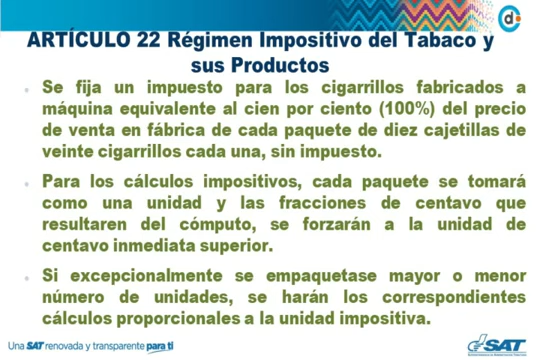 ARTÍCULO 22 Régimen Impositivo del Tabaco y
sus Productos
Se fija un impuesto para los cigarrillos fabricados a
máquina equivalente al cien por ciento (100%) del precio
de venta en fábrica de cada paquete de diez cajetillas de
veinte cigarrillos cada una, sin impuesto.
Para los cálculos impositivos, cada paquete se tomará
como una unidad y las fracciones de centavo que
resultaren del cómputo, se forzarán a la unidad de
centavo inmediata superior.
Si excepcionalmente se empaquetase mayor o menor
número de unidades, se harán los correspondientes
cálculos proporcionales a la unidad impositiva.
Una SAT renovada y transparente para ti
SAT